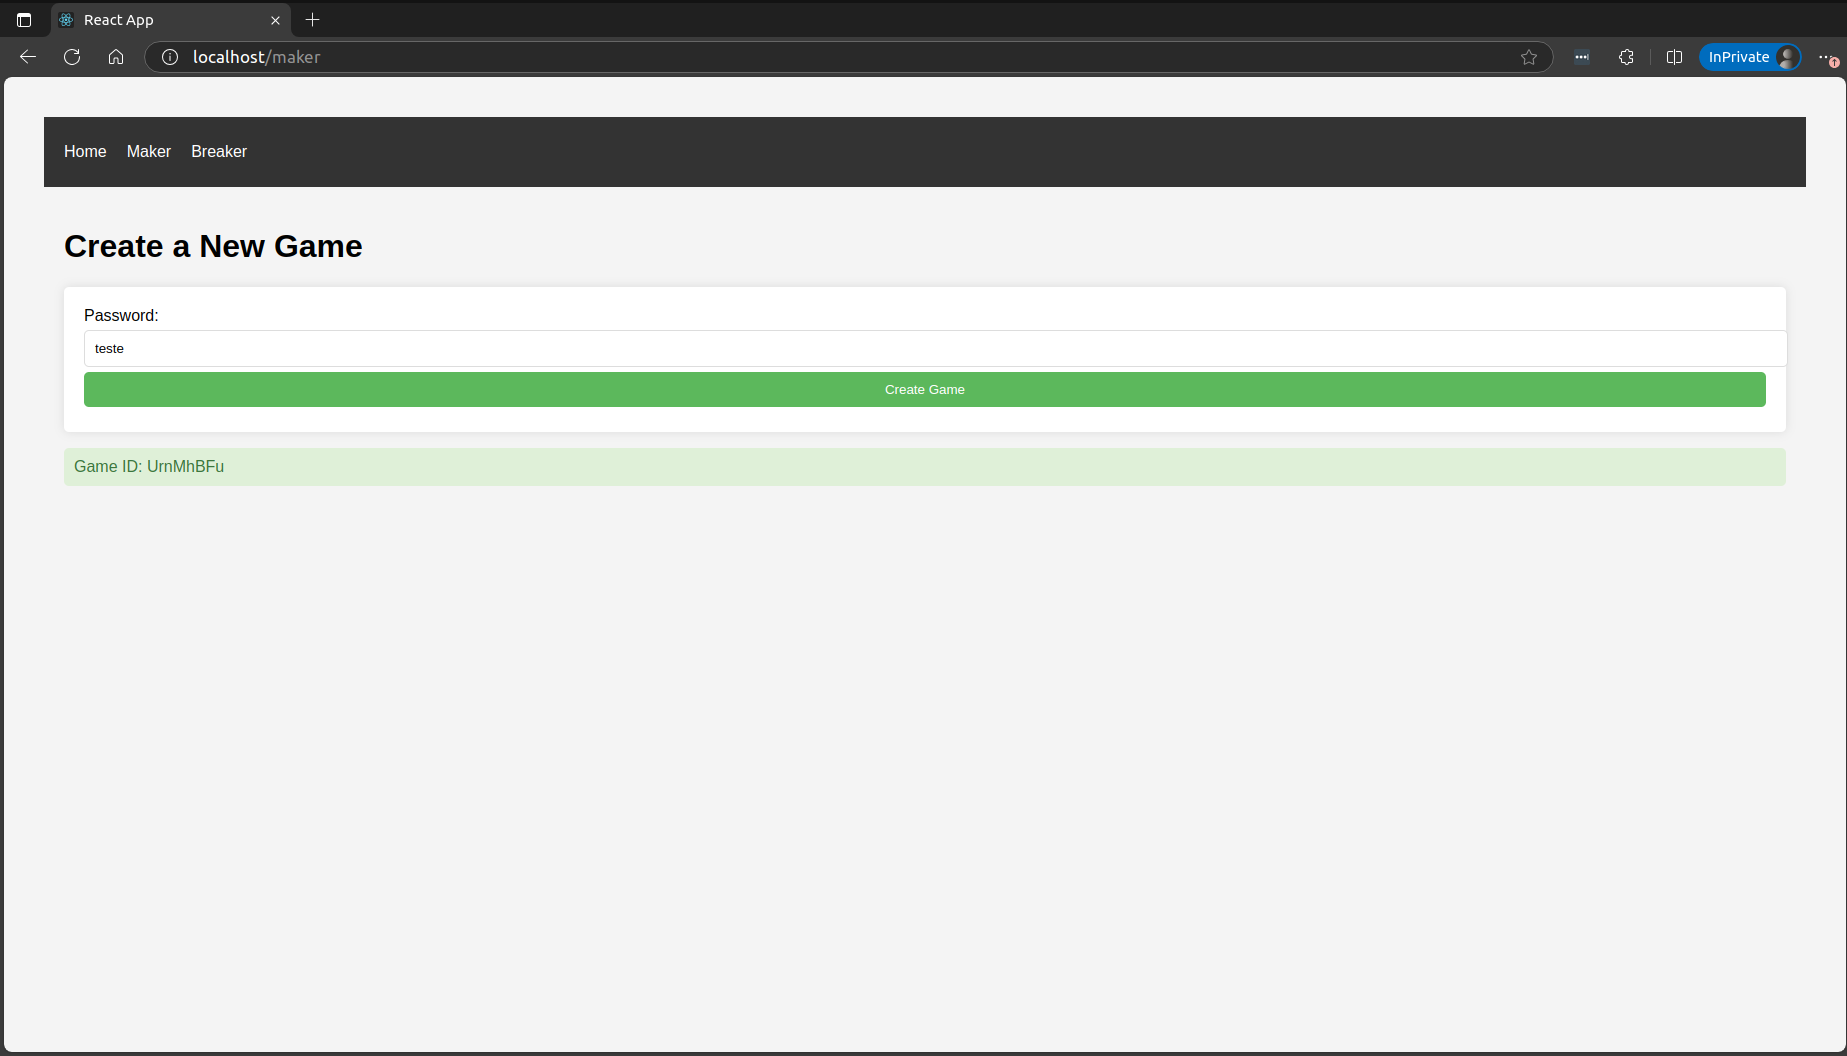 React App
localhost/maker
InPrivate
Home Maker Breaker
Create a New Game
Password:
teste
Create Game
Game ID: UrnMhBFu